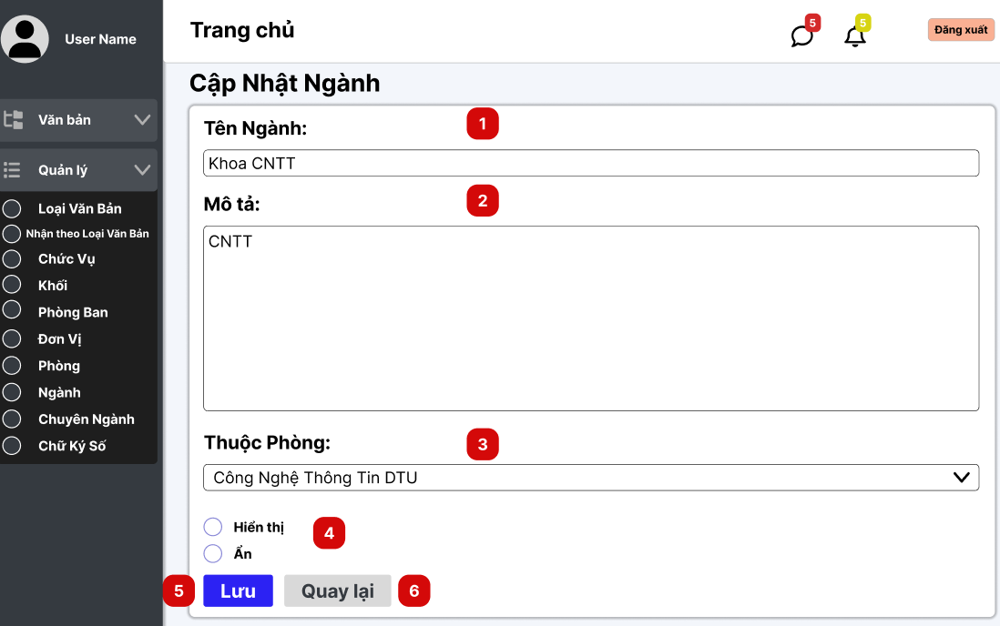 User Name
Trang chủ
5
5
Đăng xuất
Văn bản
Quản lý
Loại Văn Bản
Nhận theo Loại Văn Bản
Chức Vụ
Khối
Phòng Ban
Đơn Vị
Phòng
Ngành
Chuyên Ngành
Chữ Ký Số
Cập Nhật Ngành
Tên Ngành:
1
Khoa CNTT
Mô tả:
2
CNTT
Thuộc Phòng:
3
Công Nghệ Thông Tin DTU
Hiển thị
4
Ẩn
5
Lưu
Quay lại
6